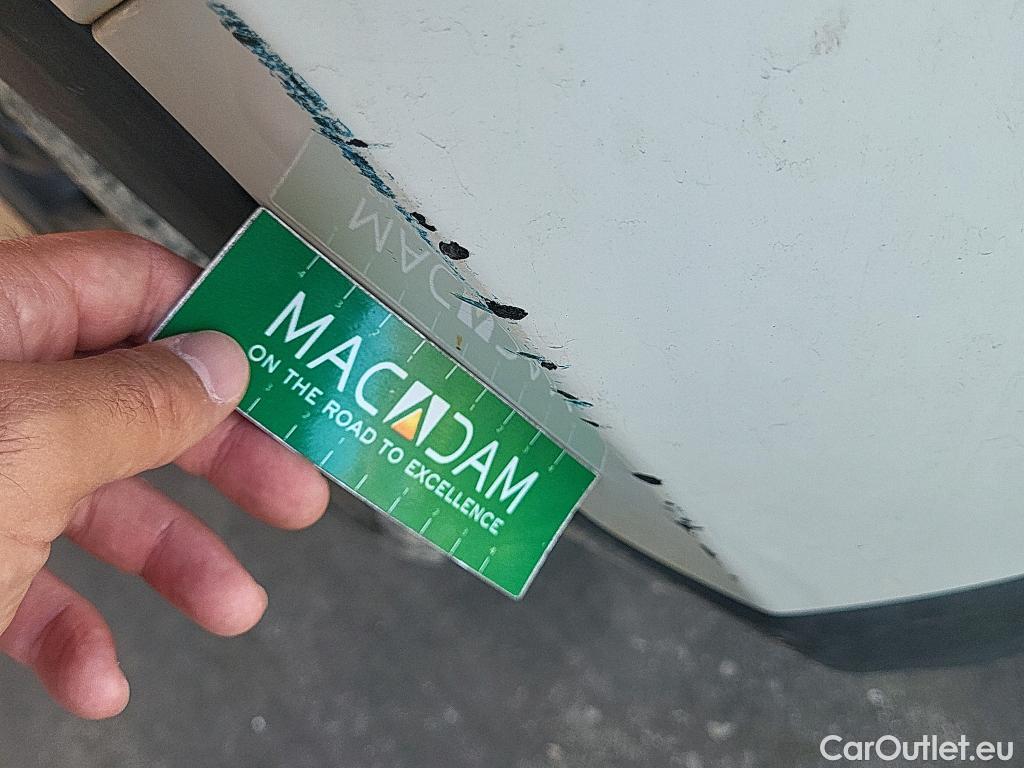 MACADAM
ON THE ROAD TO EXCELLENCE
CarOutlet.eu